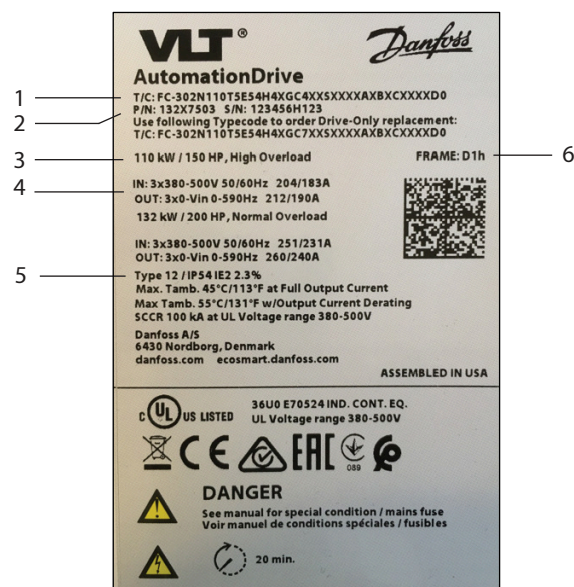 VLT®
Danfoss
AutomationDrive
1
T/C: FC-302N110T5E54H4XGC4XXSXXXXAXBXCXXXXD0
2
P/N: 132X7503 S/N: 123456H123
Use following Typecode to order Drive-Only replacement:
T/C: FC-302N110T5E54H4XGC7XXSXXXXAXBXCXXXXD0
3
110 kW / 150 HP, High Overload
FRAME: D1h
6
4
IN: 3x380-500V 50/60Hz 204/183A
OUT: 3x0-Vin 0-590Hz 212/190A
132 kW / 200 HP, Normal Overload
IN: 3x380-500V 50/60Hz 251/231A
OUT: 3x0-Vin 0-590Hz 260/240A
5
Type 12 / IP54 IE2 2.3%
Max. Tamb. 45°C/113°F at Full Output Current
Max Tamb. 55°C/131°F w/Output Current Derating
SCCR 100 kA at UL Voltage range 380-500V
Danfoss A/S
6430 Nordborg, Denmark
danfoss.com ecosmart.danfoss.com
ASSEMBLED IN USA
C UL US LISTED
36U0 E70524 IND. CONT. EQ.
UL Voltage range 380-500V
CE EAC
089
DANGER
See manual for special condition / mains fuse
Voir manuel de conditions spéciales / fusibles
20 min.